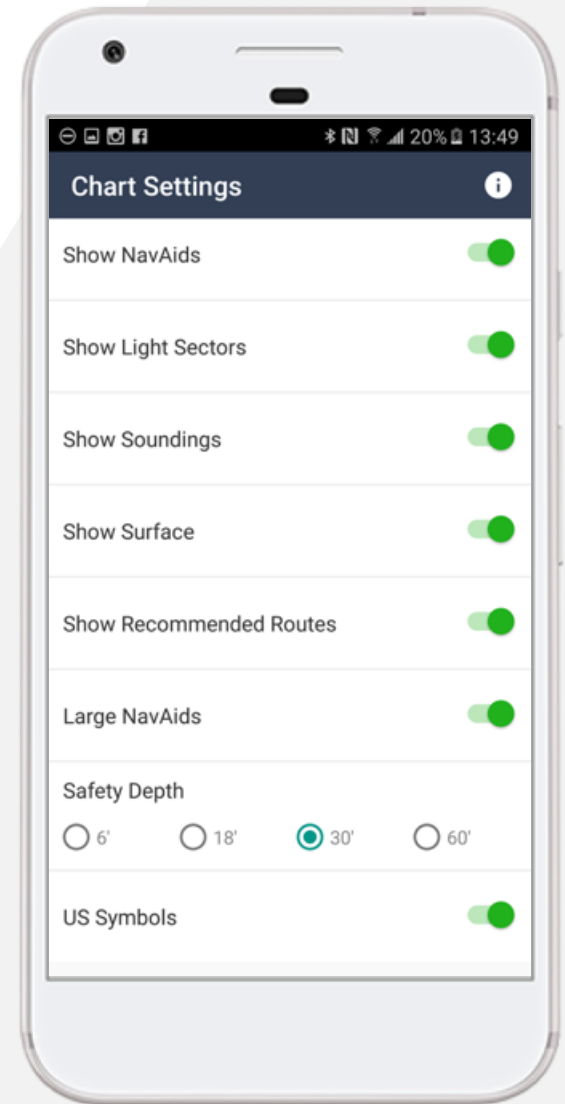 20% 13:49
Chart Settings
Show NavAids
Show Light Sectors
Show Soundings
Show Surface
Show Recommended Routes
Large NavAids
Safety Depth
6' 18' 30' 60'
US Symbols